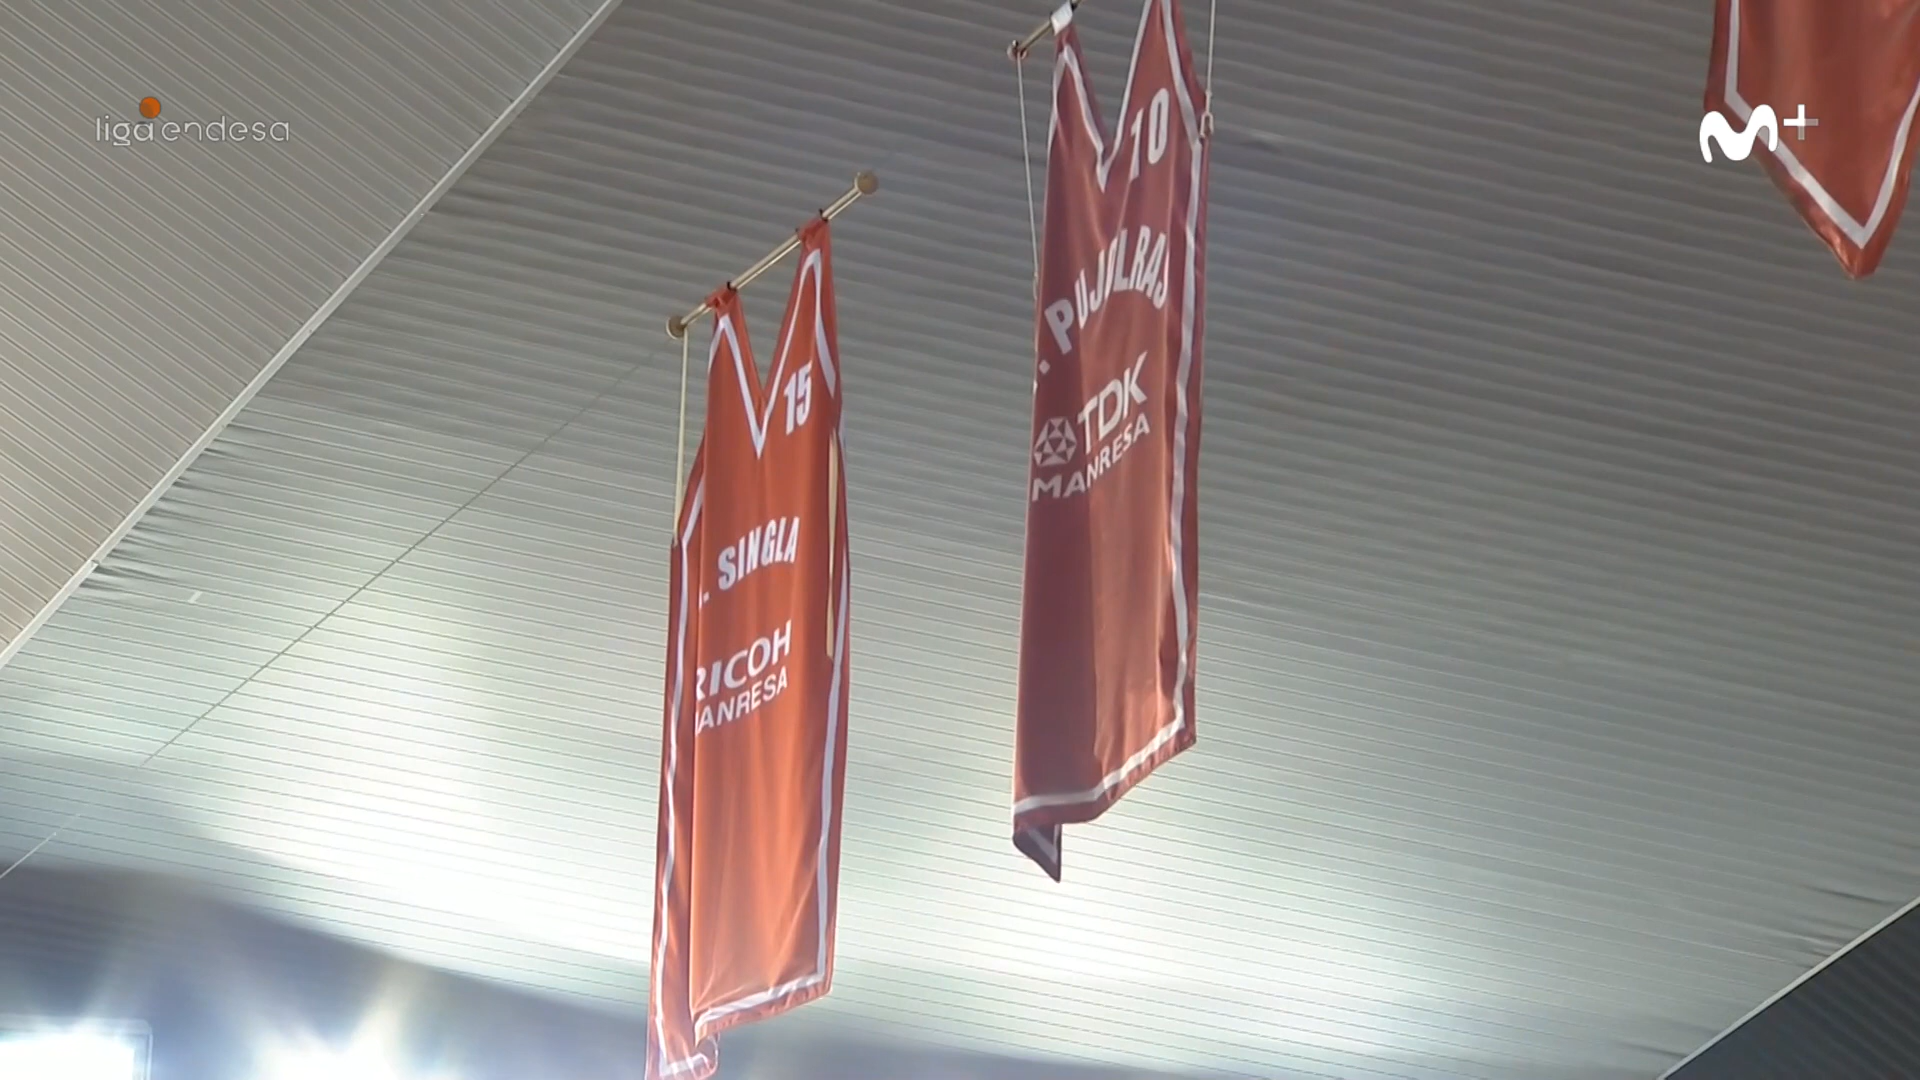 liga endesa
M+
15
. SINGLA
RICOH
MANRESA
10
. PUJOLRAS
TDK
MANRESA